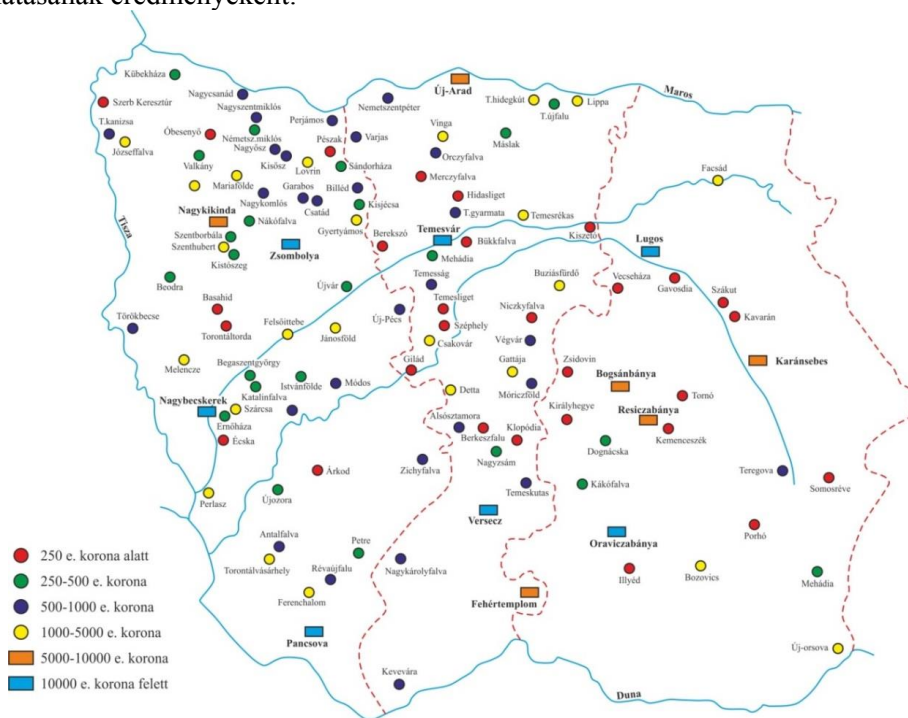 hatásának eredményeként.
Kübekháza
Szerb Keresztúr
Nagycsanád
Nagyszentmiklós
T.kanizsa
Józseffalva
Óbesenyő
Németsz.miklós
Nagyősz
Perjámos
Pészak
Valkány
Kisősz
Lovrin
Sándorháza
Varjas
Nemetszentpéter
Új-Arad
T.hidegkút
T.újfalu
Lippa
Maros
Vinga
Orczyfalva
Máslak
Merczyfalva
Hidasliget
T.gyarmata
Temesrékas
Facsád
Mariafölde
Nagykomlós
Garabos
Csatád
Billéd
Kisjécsa
Gyertyámos
Berekszó
Temesvár
Bükkfalva
Kiszető
Lugos
Nagykikinda
Nákófalva
Szentborbála
Szenthubert
Kistószeg
Zsombolya
Mehádia
Tisza
Beodra
Újvár
Temesság
Temesliget
Széphely
Csakovár
Buziásfürdő
Vecseháza
Gavosdia
Szákut
Kavarán
Törökbecse
Basahid
Torontáltorda
Felsőittebe
Jánosföld
Új-Pécs
Niczkyfalva
Végvár
Gilád
Gattája
Zsidovin
Bogsánbánya
Karánsebes
Melencze
Begaszentgyörgy
Katalinfalva
Istvánfölde
Módos
Detta
Móriczföld
Királyhegye
Resiczabánya
Tornó
Kemenceszék
Nagybecskerek
Szárcsa
Ernőháza
Écska
Alsósztamora
Berkeszfalu
Klopódia
Nagyzsám
Dognácska
Árkod
Zichyfalva
Perlasz
Újozora
Temeskutas
Kákófalva
Teregova
Somosréve
Versecz
Oraviczabánya
Porhó
Antalfalva
Torontálvásárhely
Petre
Révaújfalu
Ferenchalom
Nagykárolyfalva
Fehértemplom
Illyéd
Bozovics
Mehádia
Pancsova
Kevevára
Új-orsova
Duna
250 e. korona alatt
250-500 e. korona
500-1000 e. korona
1000-5000 e. korona
5000-10000 e. korona
10000 e. korona felett